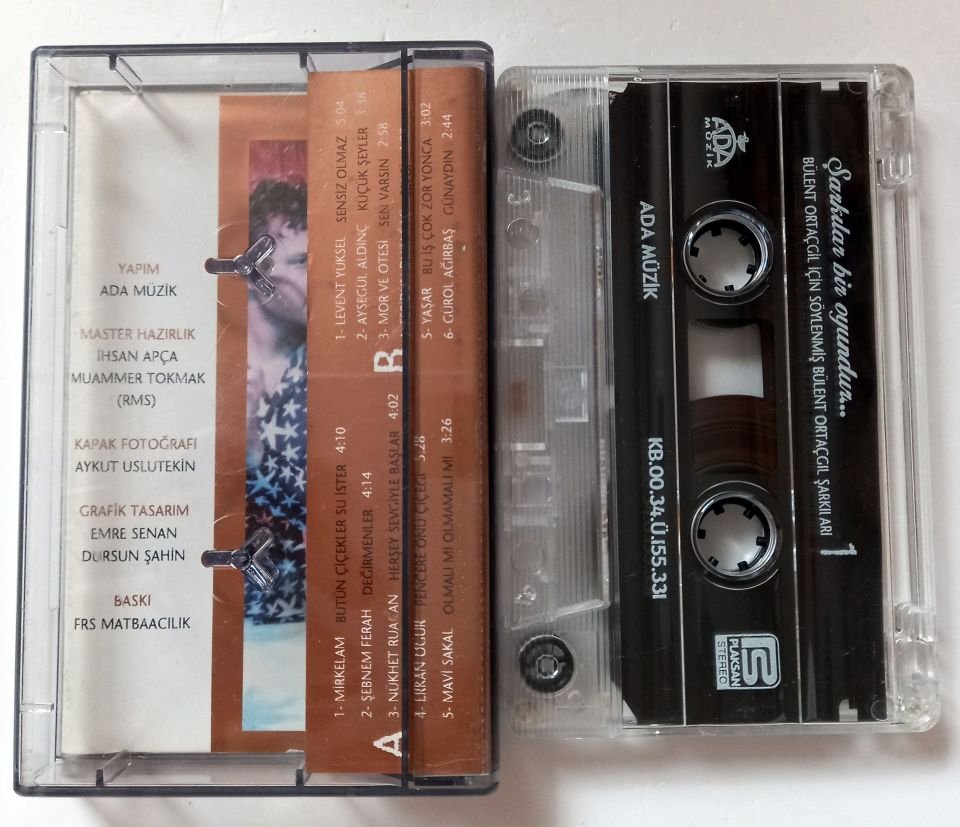 YAPIM
ADA MÜZİK
MASTER HAZIRLIK
İHSAN APÇA
MUAMMER TOKMAK
(RMS)
KAPAK FOTOĞRAFI
AYKUT USLUTEKİN
GRAFİK TASARIM
EMRE SENAN
DURSUN ŞAHİN
BASKI
FRS MATBAACILIK
A
1- MİRKELAM BÜTÜN ÇİÇEKLER SU İSTER 4:10
2- ŞEBNEM FERAH DEĞİRMENLER 4:14
3- NÜKHET RUACAN HERŞEY SEVGİYLE BAŞLAR 4:02
4- ERKAN OĞUR PENCERE ÖNÜ ÇİÇEĞİ 5:28
5- MAVİ SAKAL OLMALI MI OLMAMALI MI 3:26
B
1- LEVENT YÜKSEL SENSİZ OLMAZ 5:04
2 AYŞEGÜL ALDİNÇ KÜÇÜK ŞEYLER 3:38
3- MOR VE ÖTESİ SEN VARSIN 2:58
5- YAŞAR BU İŞ ÇOK ZOR YONCA 3:02
6- GÜROL AĞIRBAŞ GÜNAYDIN 2:44
Şarkılar bir oyundur...
BÜLENT ORTAÇGİL İÇİN SÖYLENMİŞ BÜLENT ORTAÇGİL ŞARKILARI 1
ADA
MÜZİK
PLAKSAN
STEREO
ADA MÜZİK
KB.00.34.Ü.155.331